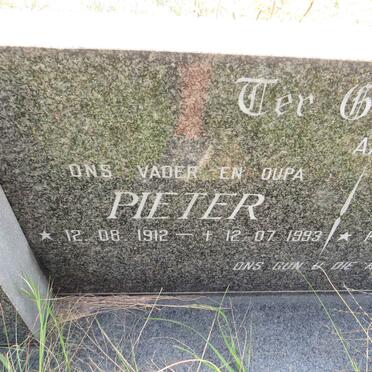 Ter G
A
ONS VADER EN OUPA
PIETER
* 12. 08. 1912 — † 12. 07. 1993 *
ONS GUN U DIE